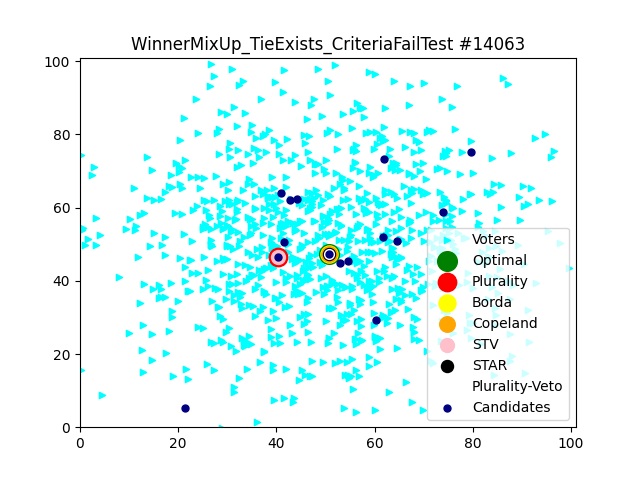 WinnerMixUp_TieExists_CriteriaFailTest #14063
100
80
60
40
20
0
0
20
40
60
80
100
Voters
Optimal
Plurality
Borda
Copeland
STV
STAR
Plurality-Veto
Candidates